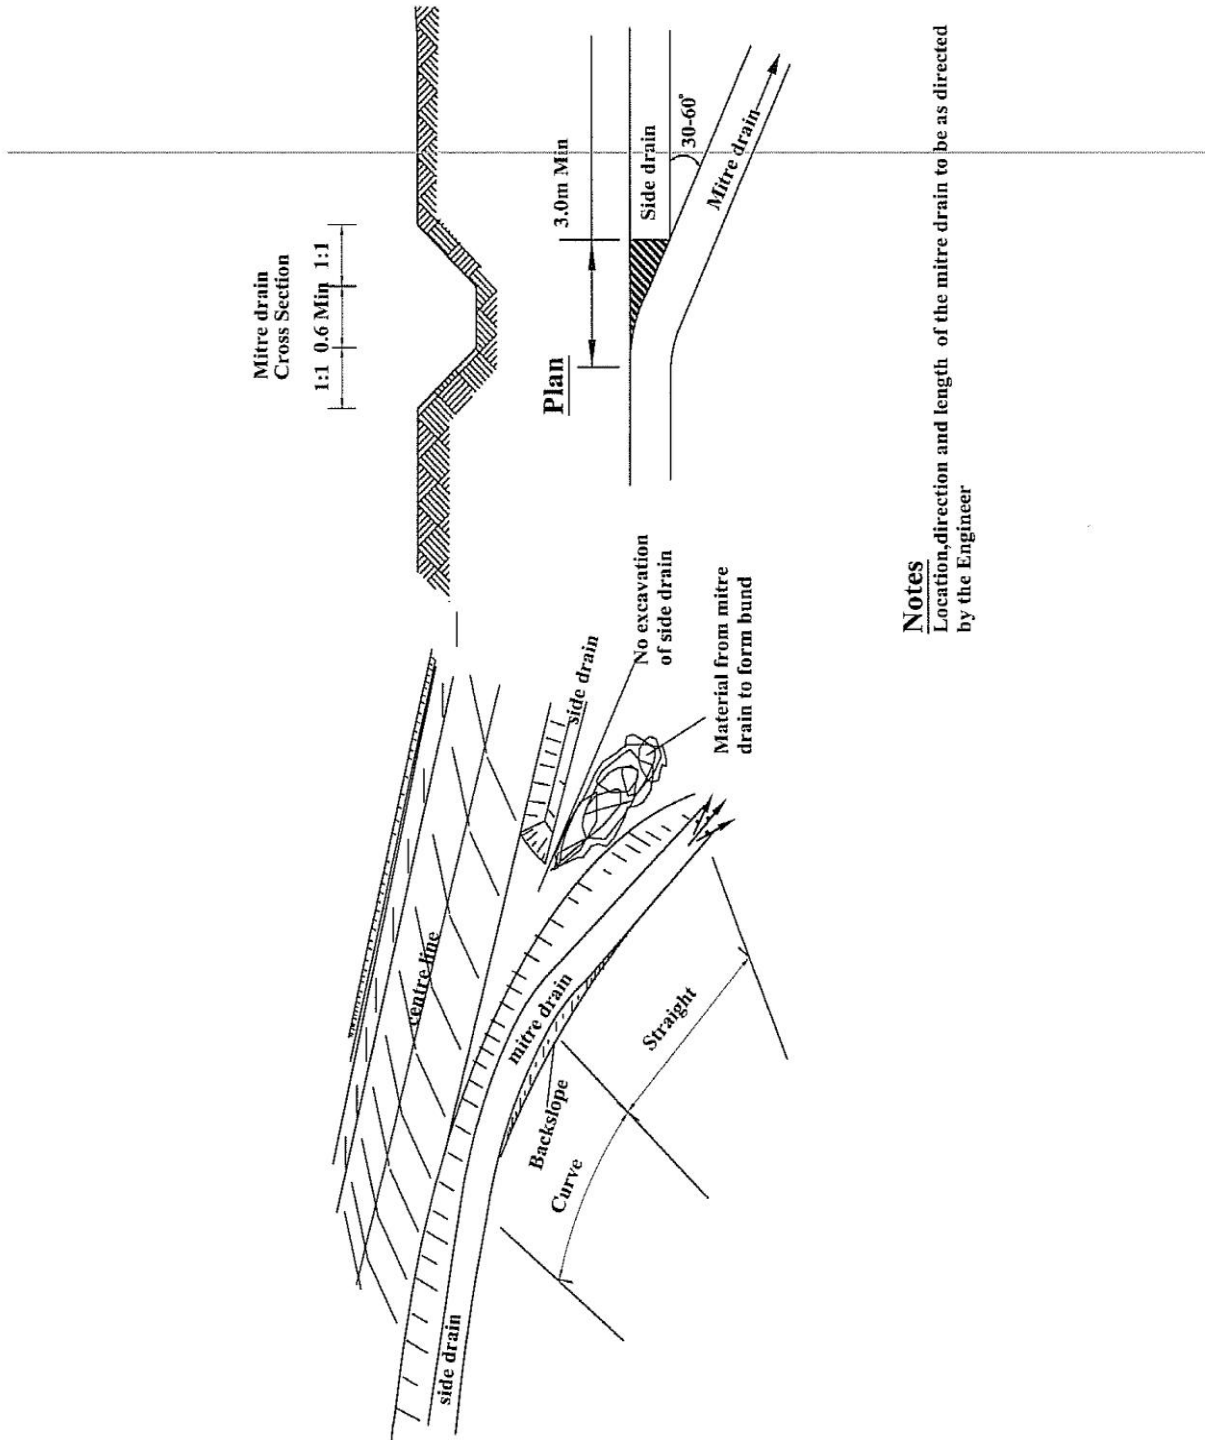 Mitre drain
Cross Section
1:1 0.6 Min 1:1
Plan
3.0m Min
Side drain
30-60°
Mitre drain
centre line
side drain
No excavation
of side drain
Material from mitre
drain to form bund
mitre drain
Backslope
Curve
Straight
side drain
Notes
Location,direction and length of the mitre drain to be as directed
by the Engineer